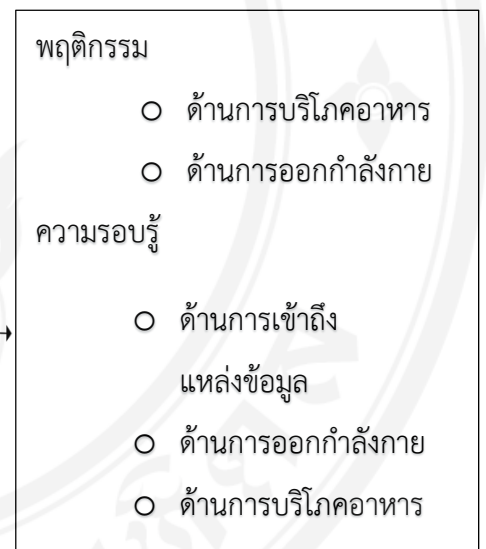 พฤติกรรม
o ด้านการบริโภคอาหาร
o ด้านการออกกำลังกาย
ความรอบรู้
o ด้านการเข้าถึง
แหล่งข้อมูล
o ด้านการออกกำลังกาย
o ด้านการบริโภคอาหาร